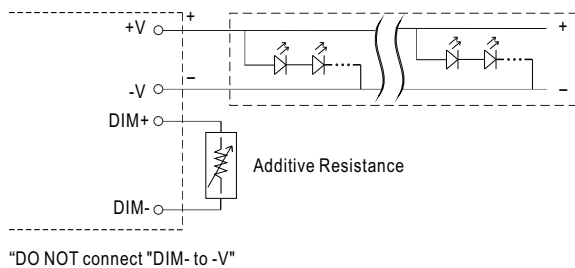 +V
+
-V
−
DIM+
DIM-
Additive Resistance
+
−
“DO NOT connect "DIM- to -V"